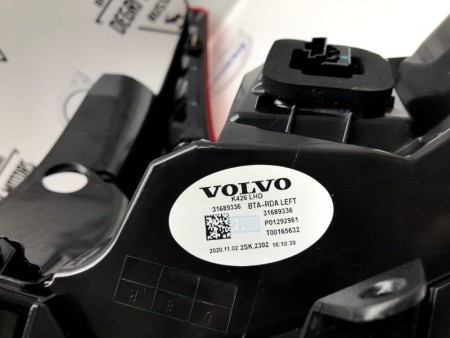 VOLVO
K426 LHD
31689336 BTA-RDA LEFT
31689336
P01292961
T00165632
2020.11.02 2SK.2302 16:10:39